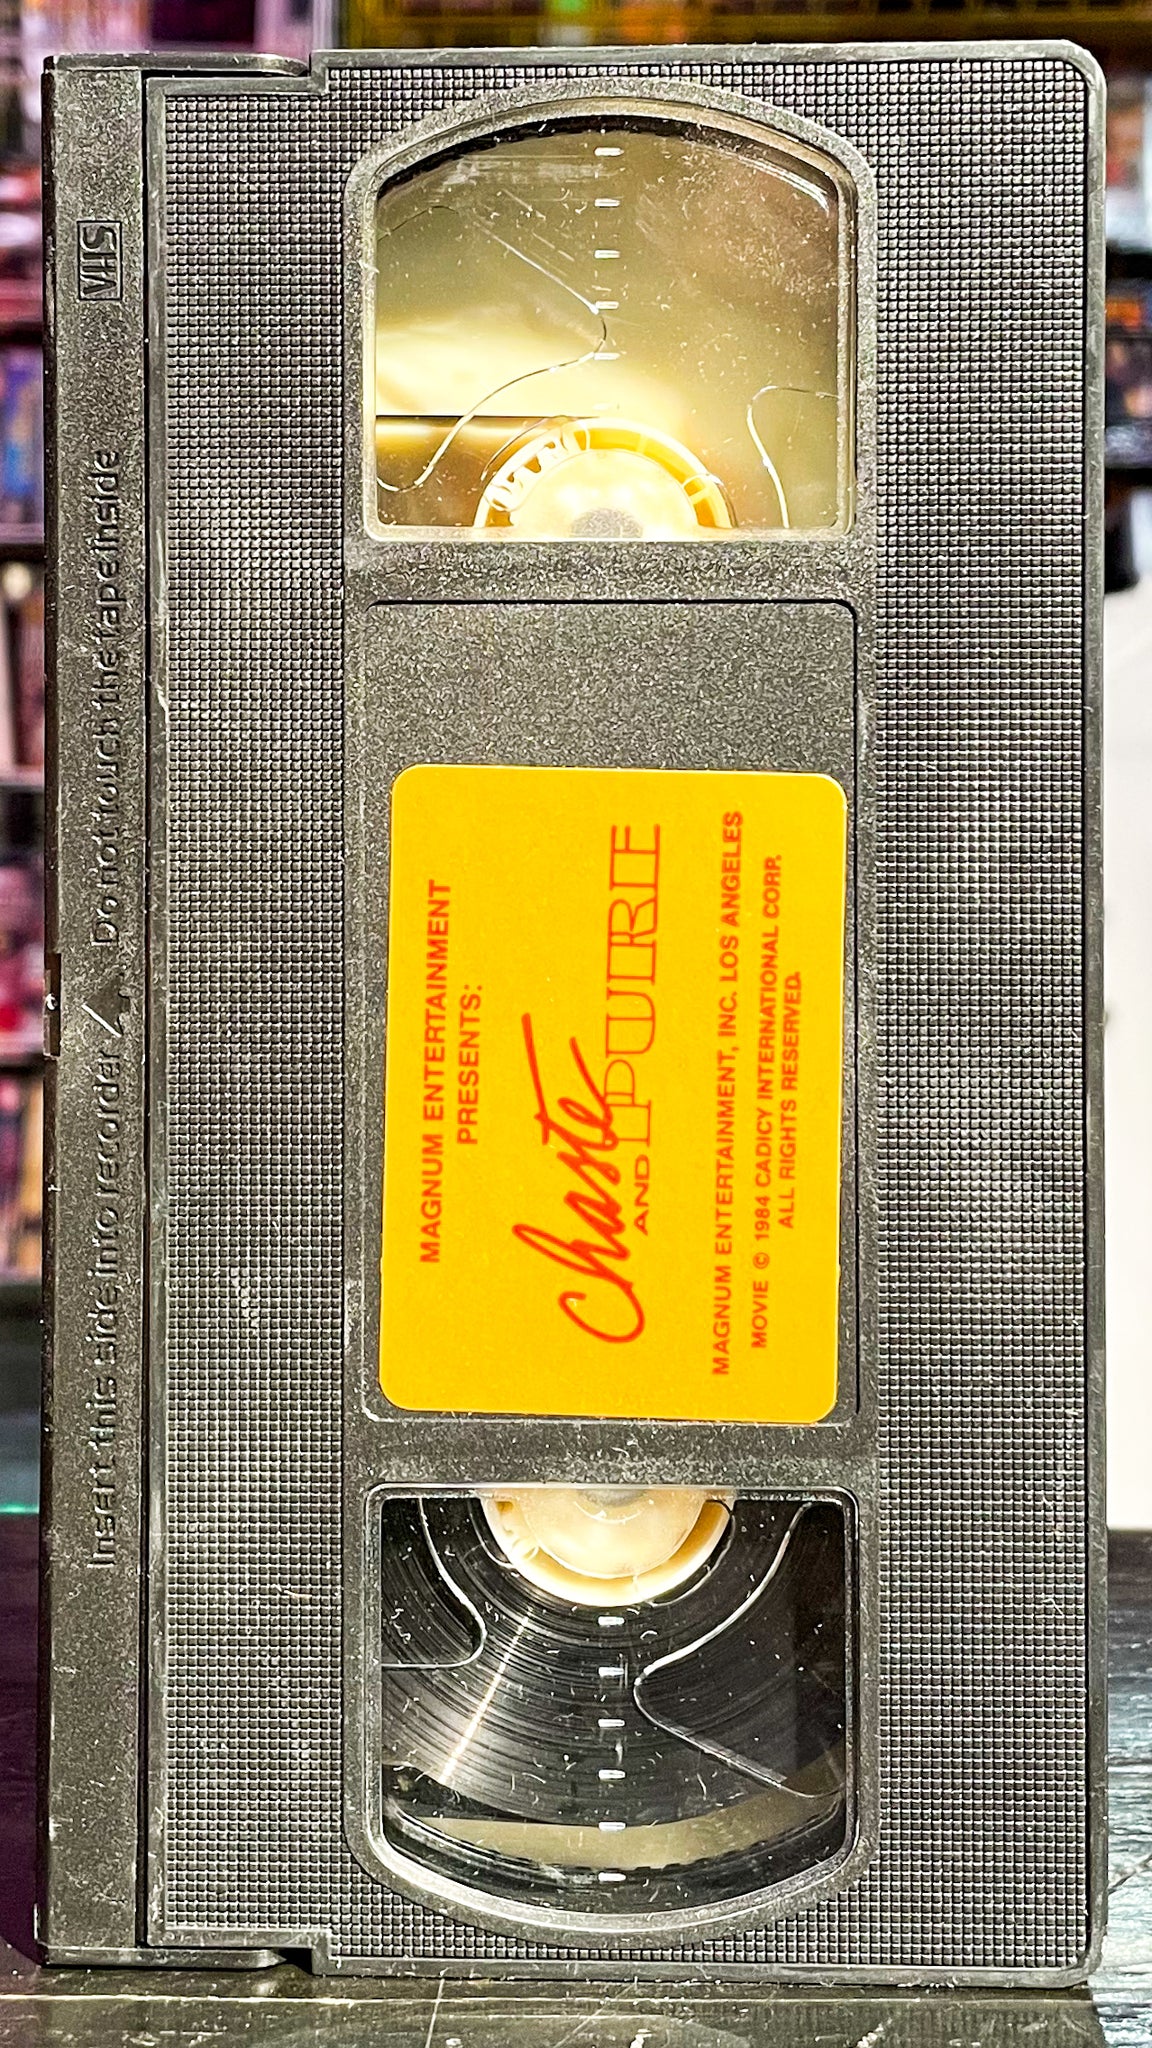 VHS
Insert this side into recorder / Do not touch the tape inside
MAGNUM ENTERTAINMENT
PRESENTS:
Chaste
AND PURE
MAGNUM ENTERTAINMENT, INC. LOS ANGELES
MOVIE © 1984 CADICY INTERNATIONAL CORP.
ALL RIGHTS RESERVED.